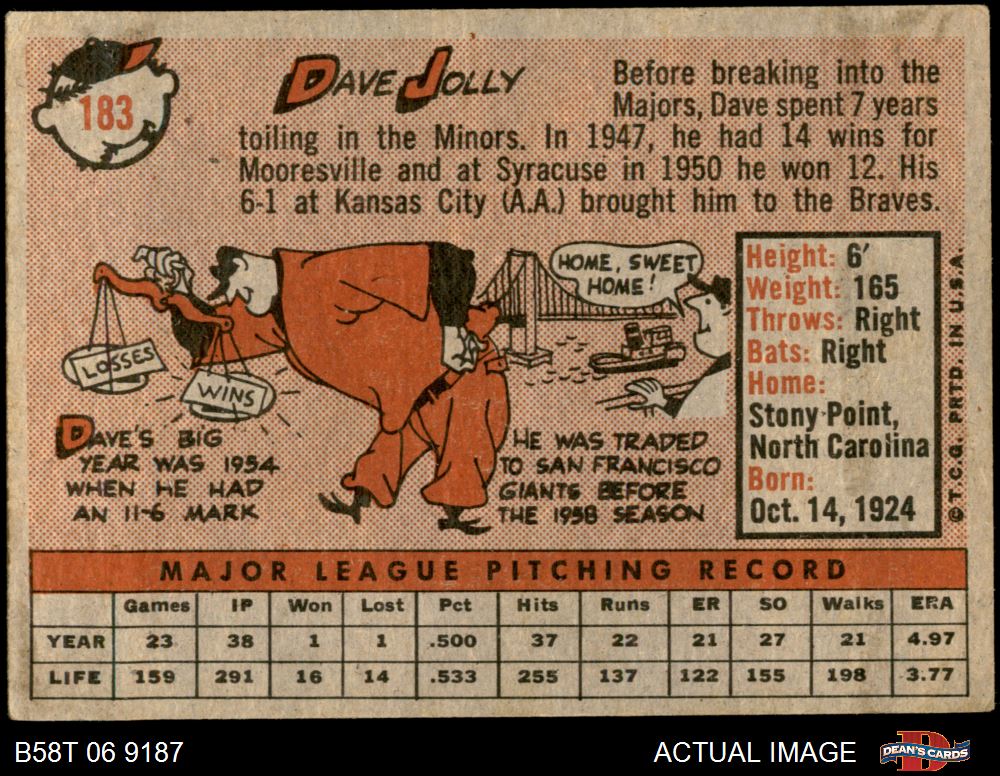 183
DAVE JOLLY
Before breaking into the
Majors, Dave spent 7 years
toiling in the Minors. In 1947, he had 14 wins for
Mooresville and at Syracuse in 1950 he won 12. His
6-1 at Kansas City (A.A.) brought him to the Braves.
LOSSES
WINS
HOME, SWEET
HOME!
DAVE'S BIG
YEAR WAS 1954
WHEN HE HAD
AN 11-6 MARK
HE WAS TRADED
TO SAN FRANCISCO
GIANTS BEFORE
THE 1958 SEASON
Height: 6'
Weight: 165
Throws: Right
Bats: Right
Home:
Stony Point,
North Carolina
Born:
Oct. 14, 1924
© T.C.G. PRTD. IN U.S.A.
MAJOR LEAGUE PITCHING RECORD
Games IP Won Lost Pct Hits Runs ER SO Walks ERA
YEAR 23 38 1 1 .500 37 22 21 27 21 4.97
LIFE 159 291 16 14 .533 255 137 122 155 198 3.77
B58T 06 9187
ACTUAL IMAGE
D
DEAN'S CARDS